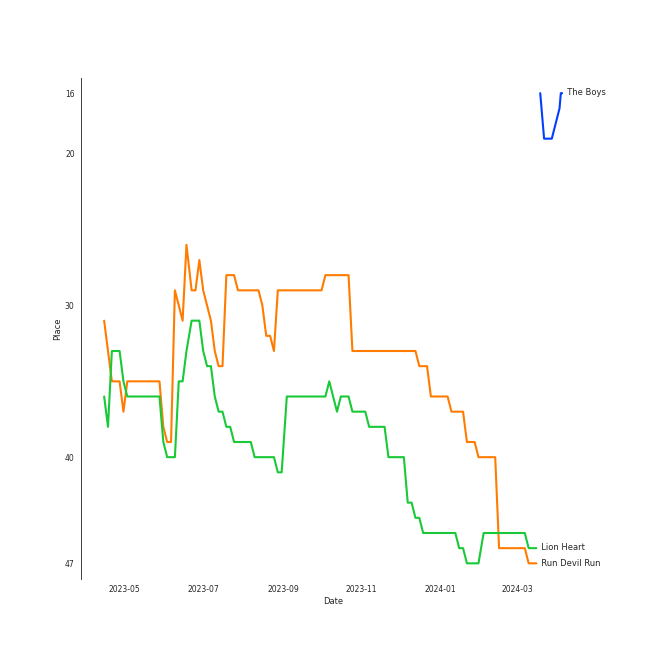 16
The Boys
20
30
Place
40
Lion Heart
47
Run Devil Run
2023-05
2023-07
2023-09
2023-11
2024-01
2024-03
Date